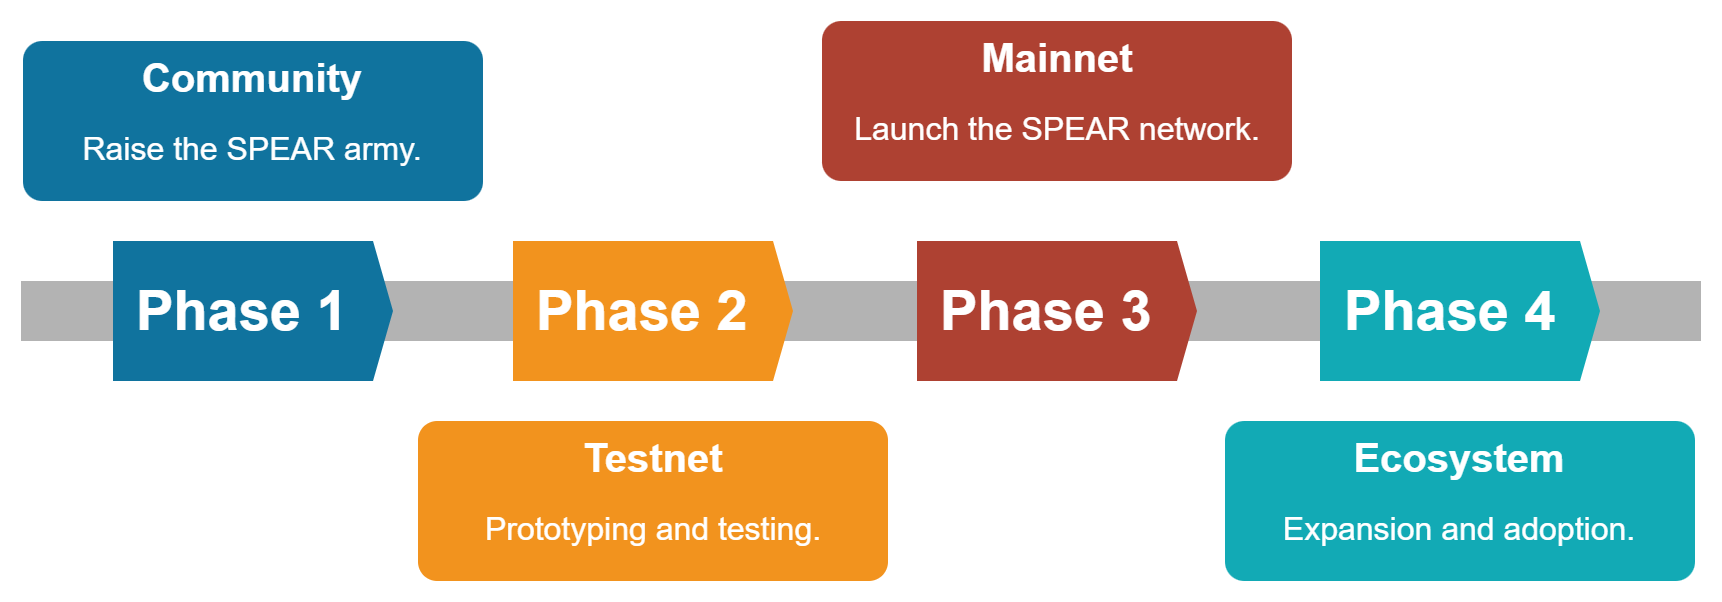 Community
Raise the SPEAR army.
Mainnet
Launch the SPEAR network.
Phase 1
Phase 2
Phase 3
Phase 4
Testnet
Prototyping and testing.
Ecosystem
Expansion and adoption.